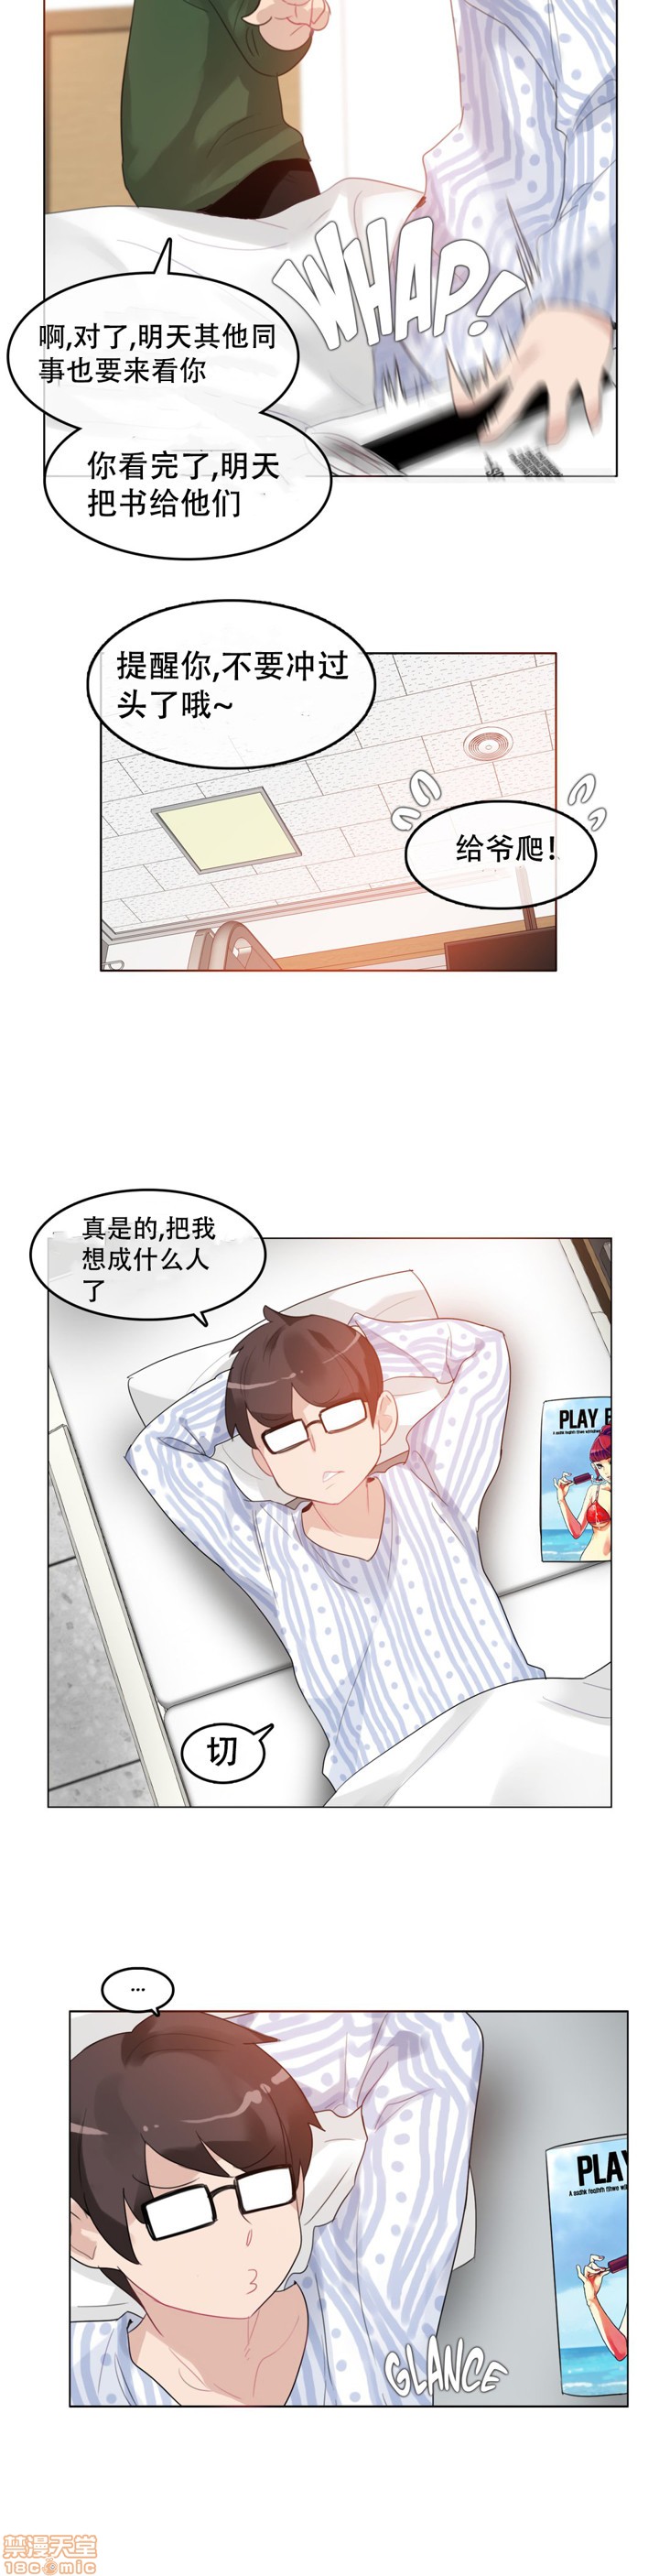 WHAP!
啊,对了,明天其他同
事也要来看你
你看完了,明天
把书给他们
提醒你,不要冲过
头了哦~
给爷爬!
真是的,把我
想成什么人
了
PLAY
切
...
PLAY
GLANCE
禁漫天堂
18comic